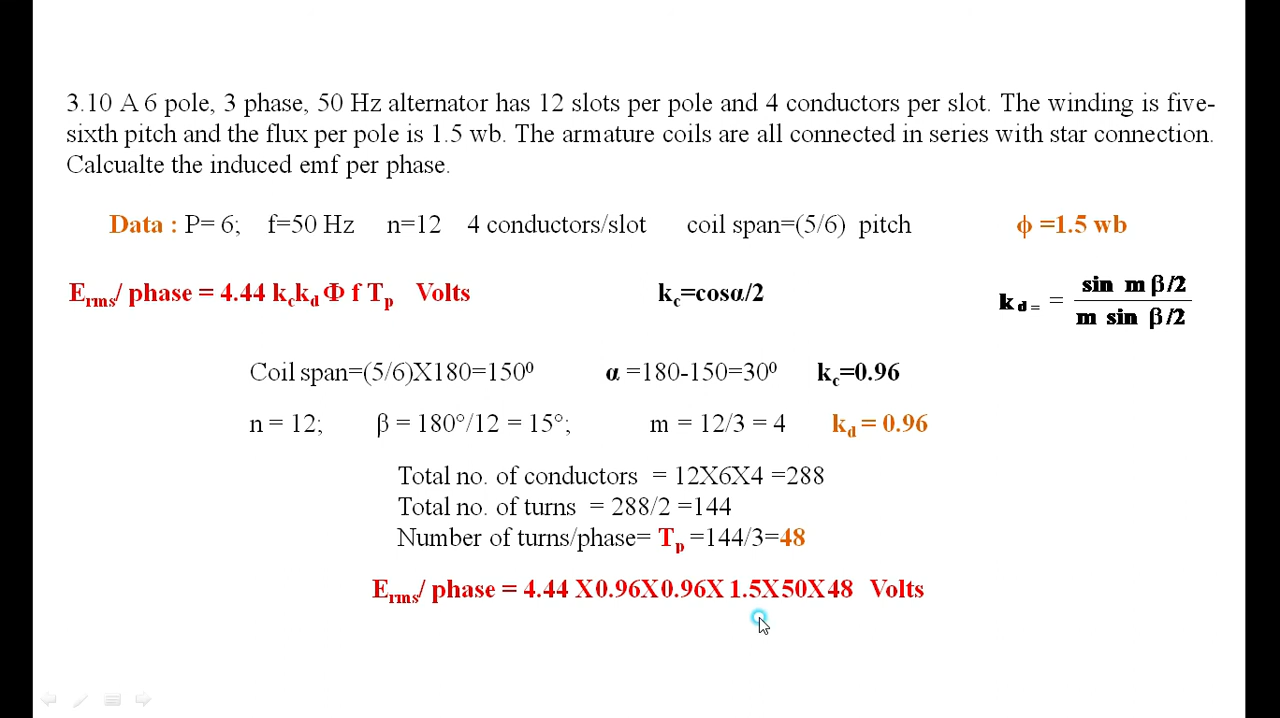 3.10 A 6 pole, 3 phase, 50 Hz alternator has 12 slots per pole and 4 conductors per slot. The winding is five-
sixth pitch and the flux per pole is 1.5 wb. The armature coils are all connected in series with star connection.
Calcualte the induced emf per phase.
Data : P= 6; f=50 Hz n=12 4 conductors/slot coil span=(5/6) pitch ϕ =1.5 wb
Erms/ phase = 4.44 kckd Φ f Tp Volts kc=cosα/2 kd= = sin m β/2 / m sin β/2
Coil span=(5/6)X180=150⁰ α =180-150=30⁰ kc=0.96
n = 12; β = 180°/12 = 15°; m = 12/3 = 4 kd = 0.96
Total no. of conductors = 12X6X4 =288
Total no. of turns = 288/2 =144
Number of turns/phase= Tp =144/3=48
Erms/ phase = 4.44 X0.96X0.96X 1.5X50X48 Volts